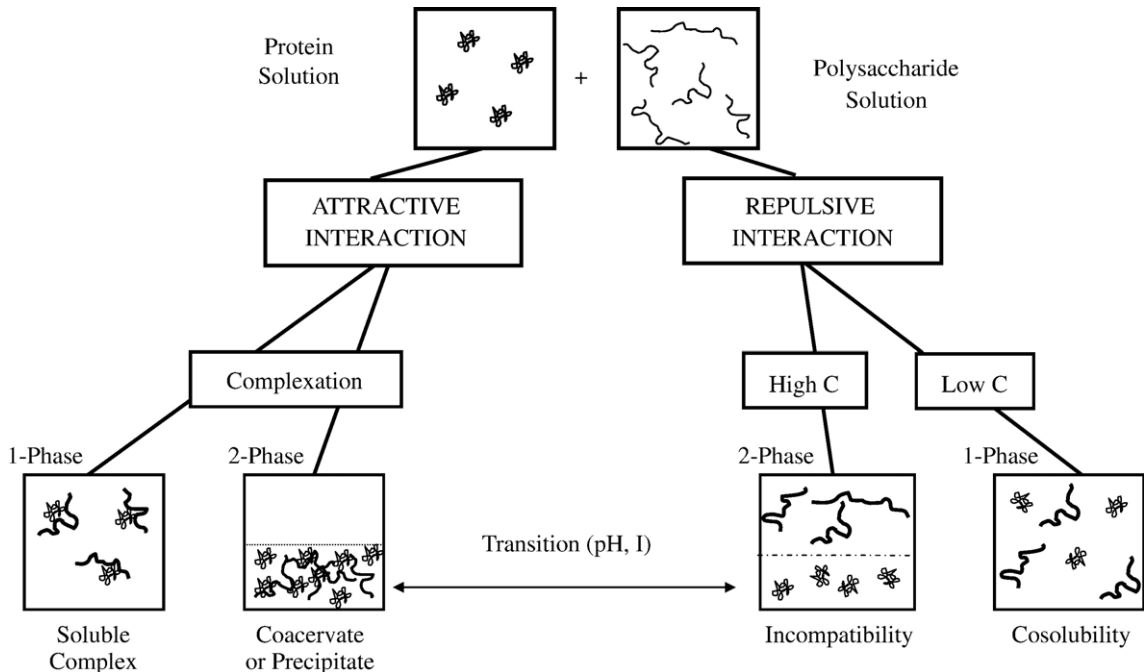 Protein
Solution
+
Polysaccharide
Solution
ATTRACTIVE
INTERACTION
REPULSIVE
INTERACTION
Complexation
High C
Low C
1-Phase
2-Phase
2-Phase
1-Phase
Transition (pH, I)
Soluble
Complex
Coacervate
or Precipitate
Incompatibility
Cosolubility